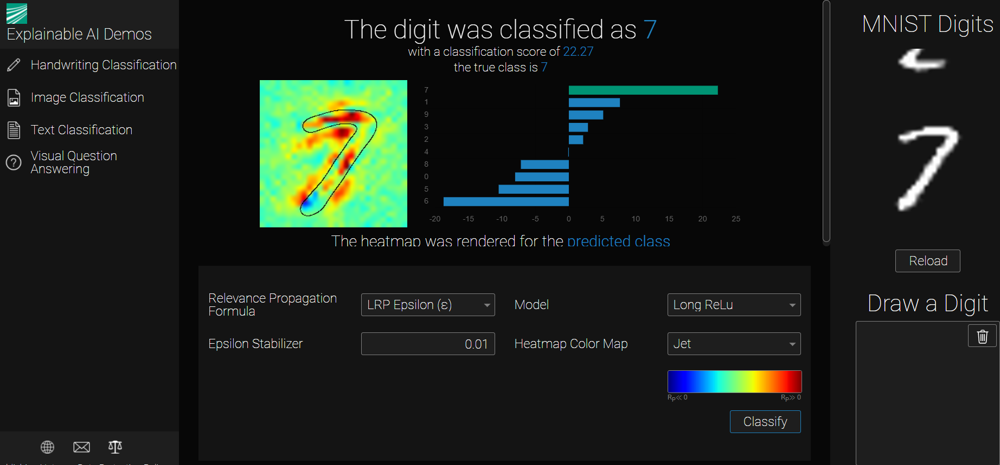 Explainable AI Demos
Handwriting Classification
Image Classification
Text Classification
Visual Question
Answering
The digit was classified as 7
with a classification score of 22.27
the true class is 7
7
1
9
3
2
4
8
0
5
6
-20 -15 -10 -5 0 5 10 15 20 25
The heatmap was rendered for the predicted class
Relevance Propagation
Formula
LRP Epsilon (ε)
Model
Long ReLu
Epsilon Stabilizer
0.01
Heatmap Color Map
Jet
Rp≪ 0
Rp≫ 0
Classify
MNIST Digits
7
Reload
Draw a Digit